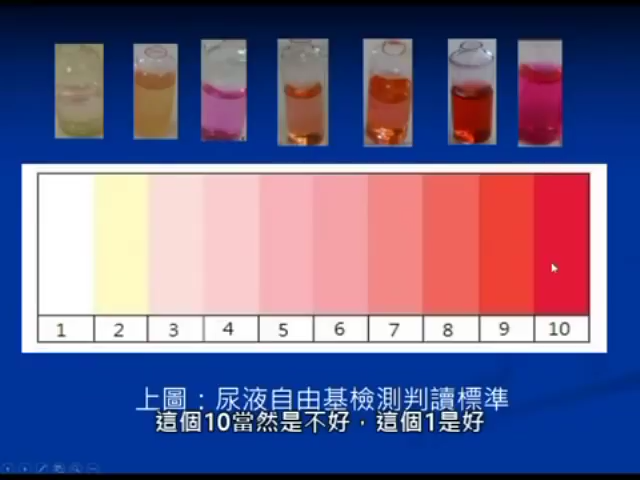 1 2 3 4 5 6 7 8 9 10
上圖：尿液自由基檢測判讀標準
這個10當然是不好，這個1是好